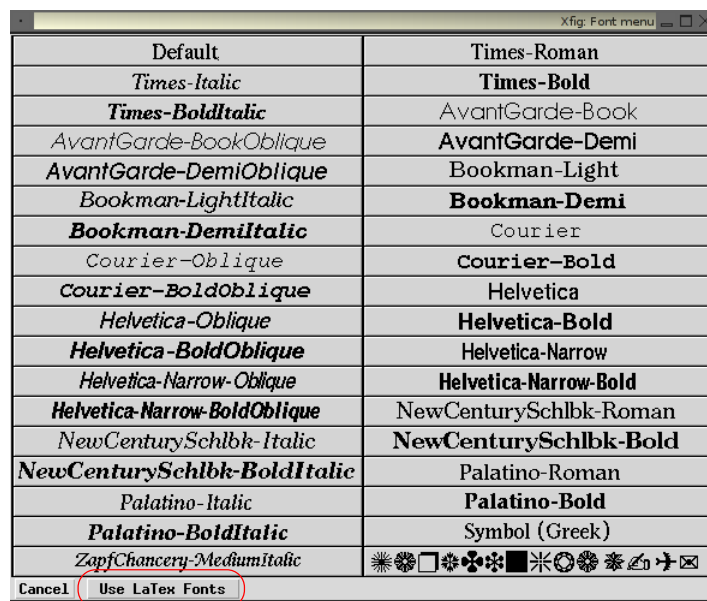 Xfig: Font menu
Default Times-Roman
Times-Italic Times-Bold
Times-BoldItalic AvantGarde-Book
AvantGarde-BookOblique AvantGarde-Demi
AvantGarde-DemiOblique Bookman-Light
Bookman-LightItalic Bookman-Demi
Bookman-DemiItalic Courier
Courier-Oblique Courier-Bold
Courier-BoldOblique Helvetica
Helvetica-Oblique Helvetica-Bold
Helvetica-BoldOblique Helvetica-Narrow
Helvetica-Narrow-Oblique Helvetica-Narrow-Bold
Helvetica-Narrow-BoldOblique NewCenturySchlbk-Roman
NewCenturySchlbk-Italic NewCenturySchlbk-Bold
NewCenturySchlbk-BoldItalic Palatino-Roman
Palatino-Italic Palatino-Bold
Palatino-BoldItalic Symbol (Greek)
ZapfChancery-MediumItalic
Cancel Use LaTex Fonts